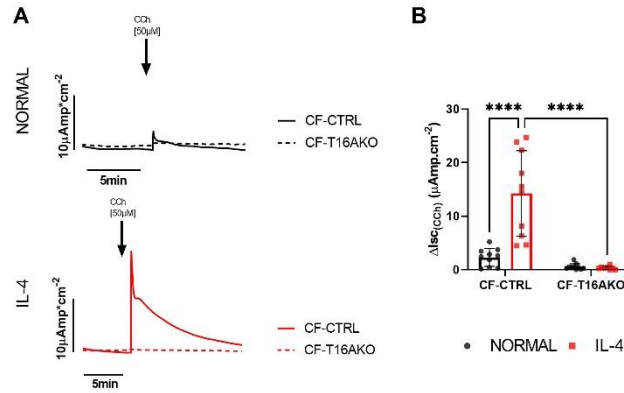 A
CCh
[50µM]
NORMAL
10µAmp*cm-2
CF-CTRL
CF-T16AKO
5min
CCh
[50µM]
IL-4
10µAmp*cm-2
CF-CTRL
CF-T16AKO
5min
B
**** ****
ΔIsc(CCh) (µAmp.cm-2)
30
20
10
0
CF-CTRL CF-T16AKO
NORMAL IL-4